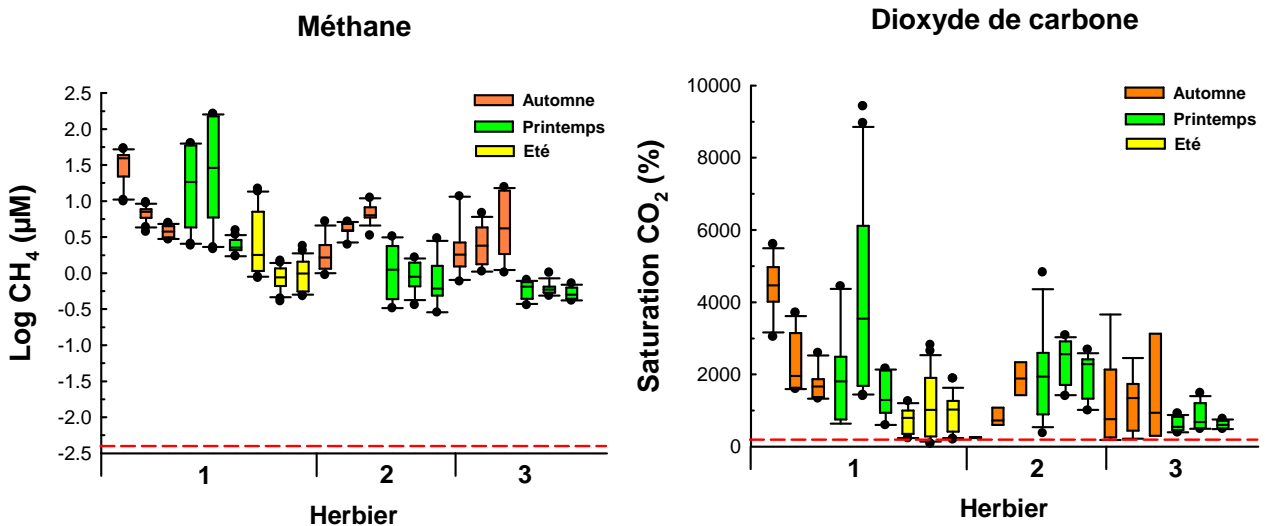 Méthane
Log CH4 (µM)
2.5
2.0
1.5
1.0
0.5
0.0
-0.5
-1.0
-1.5
-2.0
-2.5
Automne
Printemps
Eté
1 2 3
Herbier
Dioxyde de carbone
Saturation CO2 (%)
10000
8000
6000
4000
2000
0
Automne
Printemps
Eté
1 2 3
Herbier